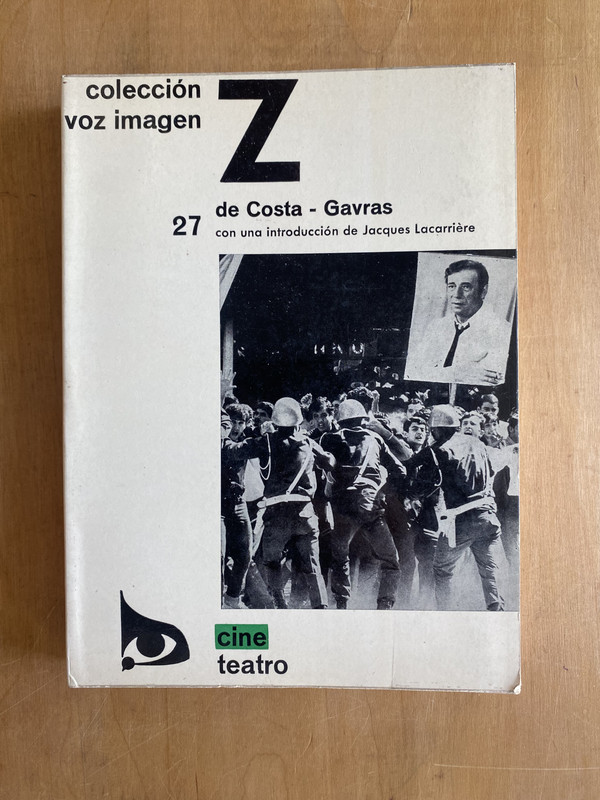 colección
voz imagen
Z
27
de Costa - Gavras
con una introducción de Jacques Lacarrière
cine
teatro